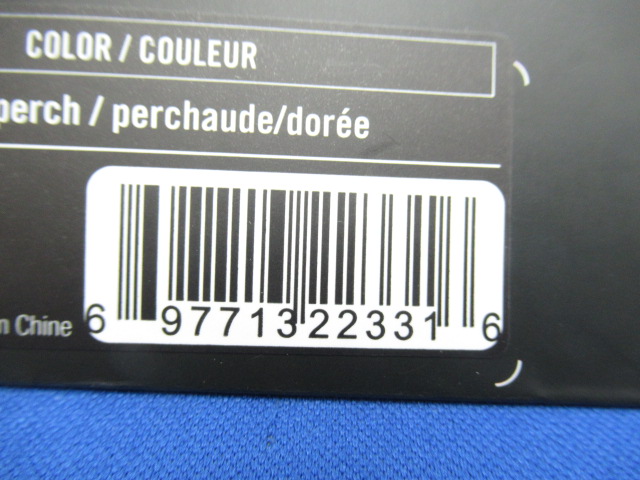 COLOR / COULEUR
perch / perchaude/dorée
n Chine
6 97713 22331 6